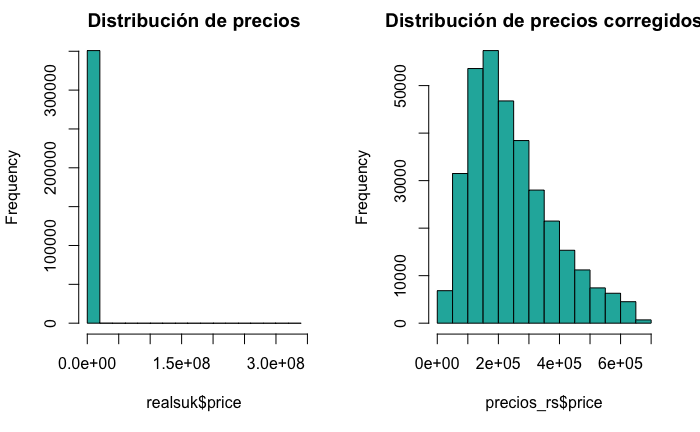 Distribución de precios
Frequency
300000
200000
100000
0
0.0e+00 1.5e+08 3.0e+08
realsuk$price
Distribución de precios corregidos
Frequency
50000
30000
10000
0
0e+00 2e+05 4e+05 6e+05
precios_rs$price